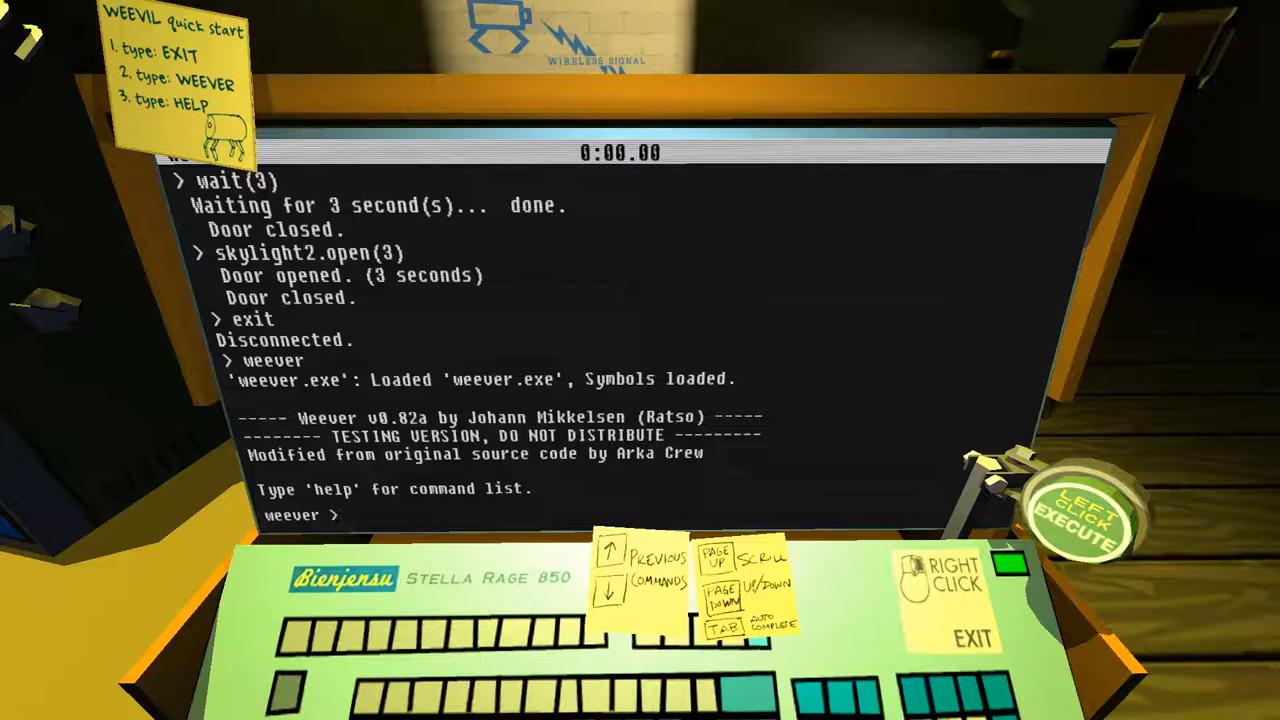 WEEVIL quick start
1. type: EXIT
2. type: WEEVER
3. type: HELP
WIRELESS SIGNAL
0:00.00
> wait(3)
Waiting for 3 second(s)... done.
Door closed.
> skylight2.open(3)
Door opened. (3 seconds)
Door closed.
> exit
Disconnected.
> weever
'weever.exe': Loaded 'weever.exe', Symbols loaded.
----- Weever v0.82a by Johann Mikkelsen (Ratso) -----
-------- TESTING VERSION, DO NOT DISTRIBUTE ---------
Modified from original source code by Arka Crew
Type 'help' for command list.
weever >
LEFT
CLICK
EXECUTE
Bienjensu STELLA RAGE 850
↑ PREVIOUS
↓ COMMANDS
PAGE UP SCROLL
PAGE DOWN UP/DOWN
TAB AUTO COMPLETE
RIGHT
CLICK
EXIT